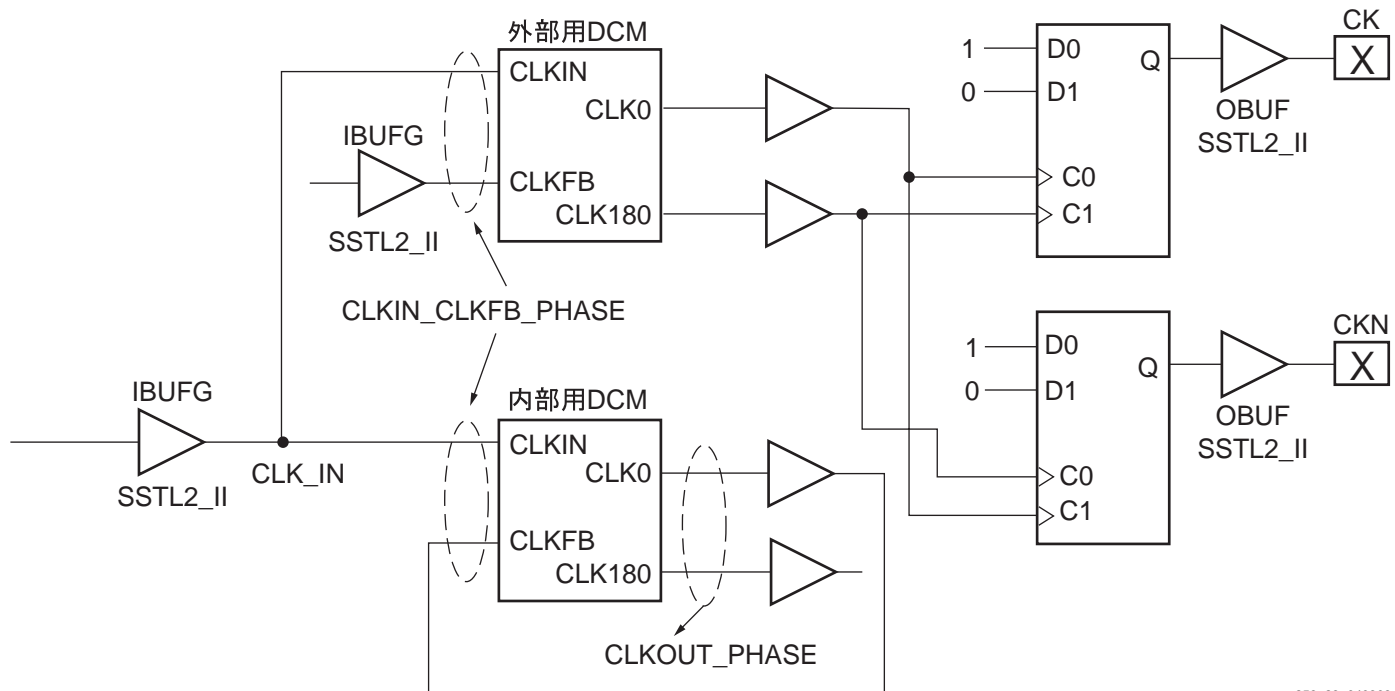 外部用DCM
CLKIN
CLK0
CLKFB
CLK180
IBUFG
SSTL2_II
1
0
D0
D1
Q
C0
C1
OBUF
SSTL2_II
CK
X
CLKIN_CLKFB_PHASE
IBUFG
SSTL2_II
CLK_IN
内部用DCM
CLKIN
CLK0
CLKFB
CLK180
CLKOUT_PHASE
1
0
D0
D1
Q
C0
C1
OBUF
SSTL2_II
CKN
X